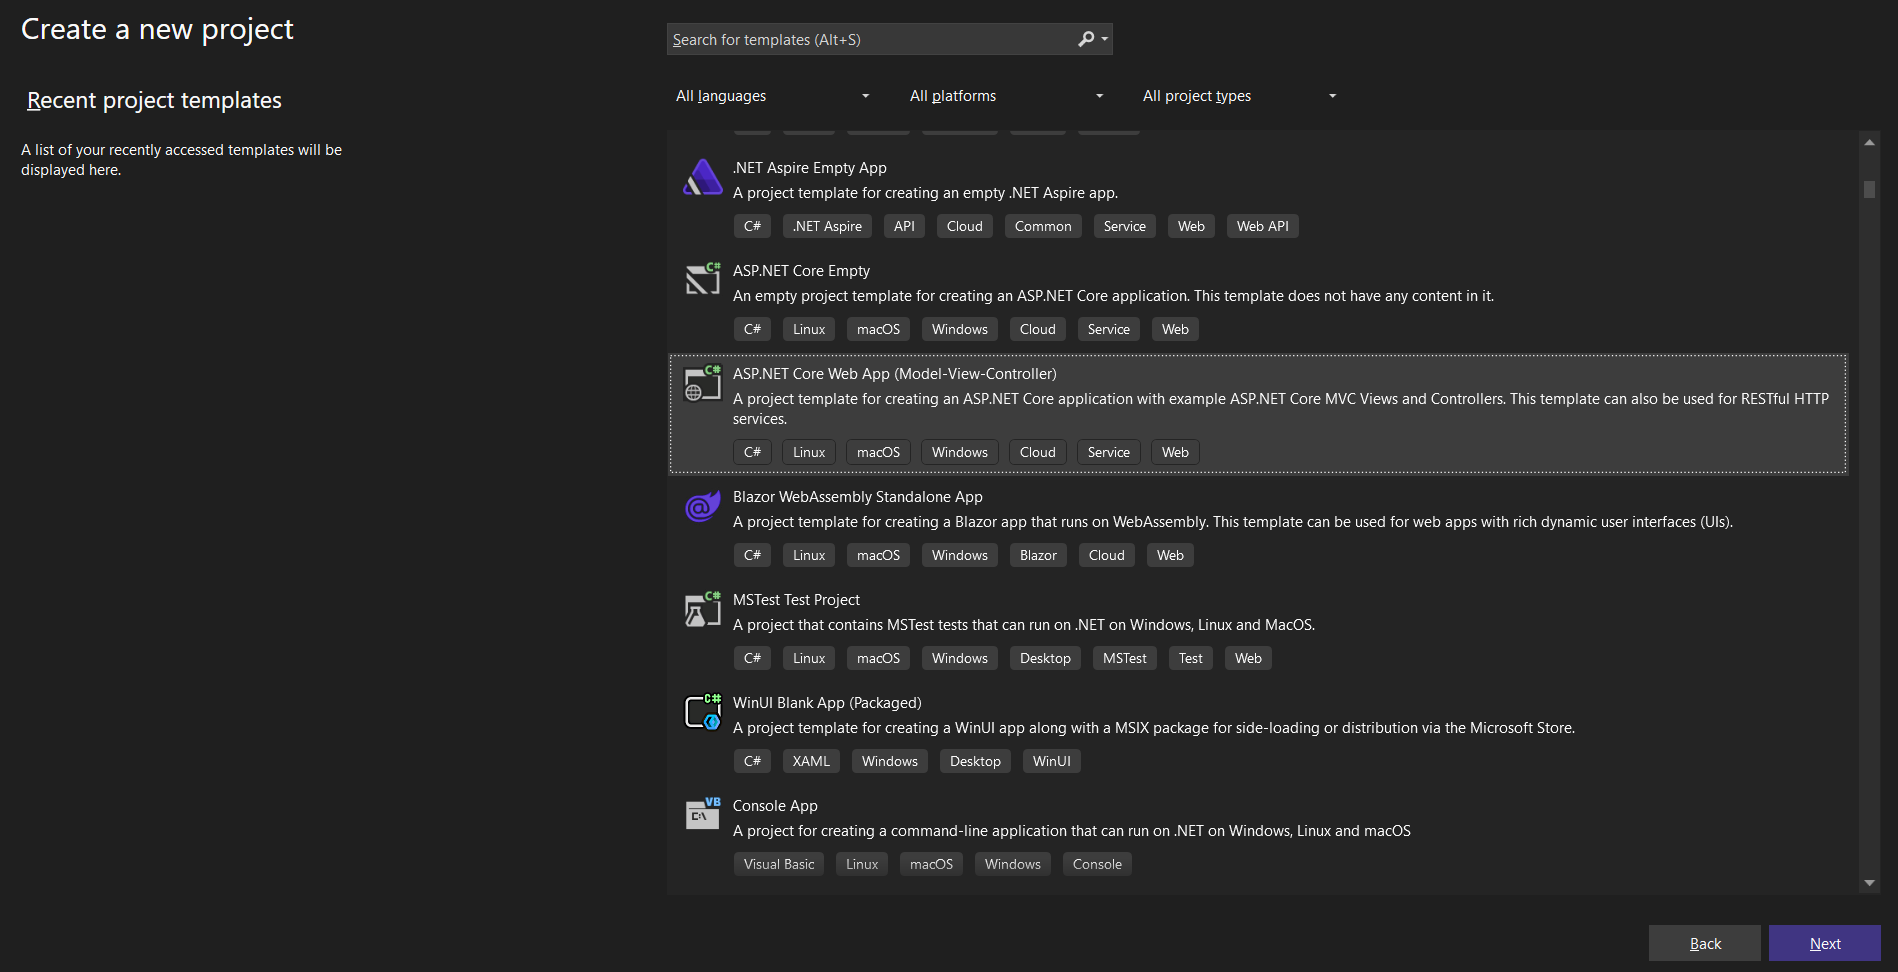 Create a new project
Recent project templates
A list of your recently accessed templates will be
displayed here.
Search for templates (Alt+S)
All languages
All platforms
All project types
.NET Aspire Empty App
A project template for creating an empty .NET Aspire app.
C# .NET Aspire API Cloud Common Service Web Web API
C#
ASP.NET Core Empty
An empty project template for creating an ASP.NET Core application. This template does not have any content in it.
C# Linux macOS Windows Cloud Service Web
C#
ASP.NET Core Web App (Model-View-Controller)
A project template for creating an ASP.NET Core application with example ASP.NET Core MVC Views and Controllers. This template can also be used for RESTful HTTP
services.
C# Linux macOS Windows Cloud Service Web
Blazor WebAssembly Standalone App
A project template for creating a Blazor app that runs on WebAssembly. This template can be used for web apps with rich dynamic user interfaces (UIs).
C# Linux macOS Windows Blazor Cloud Web
C#
MSTest Test Project
A project that contains MSTest tests that can run on .NET on Windows, Linux and MacOS.
C# Linux macOS Windows Desktop MSTest Test Web
C#
WinUI Blank App (Packaged)
A project template for creating a WinUI app along with a MSIX package for side-loading or distribution via the Microsoft Store.
C# XAML Windows Desktop WinUI
VB
C:\
Console App
A project for creating a command-line application that can run on .NET on Windows, Linux and macOS
Visual Basic Linux macOS Windows Console
Back
Next